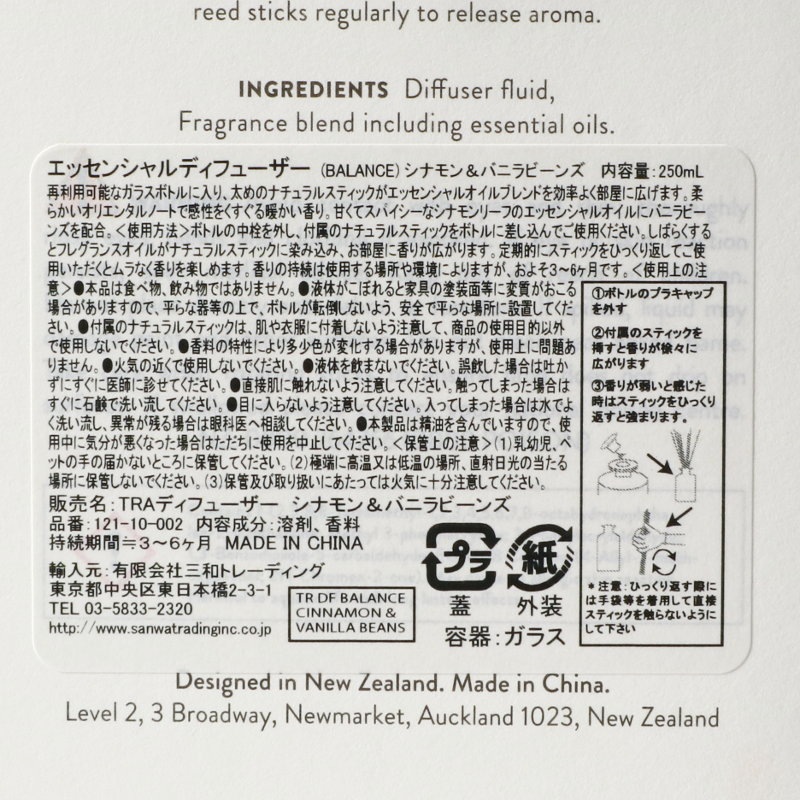 reed sticks regularly to release aroma.
INGREDIENTS Diffuser fluid,
Fragrance blend including essential oils.
エッセンシャルディフューザー (BALANCE) シナモン＆バニラビーンズ 内容量:250mL
再利用可能なガラスボトルに入り、太めのナチュラルスティックがエッセンシャルオイルブレンドを効率よく部屋に広げます。柔
らかいオリエンタルノートで感性をくすぐる暖かい香り。甘くてスパイシーなシナモンリーフのエッセンシャルオイルにバニラビー
ンズを配合。＜使用方法＞ボトルの中栓を外し、付属のナチュラルスティックをボトルに差し込んでご使用ください。しばらくする
とフレグランスオイルがナチュラルスティックに染み込み、お部屋に香りが広がります。定期的にスティックをひっくり返してご使
用いただくとムラなく香りを楽しめます。香りの持続は使用する場所や環境によりますが、およそ3～6ヶ月です。＜使用上の注
意＞●本品は食べ物、飲み物ではありません。●液体がこぼれると家具の塗装面等に変質がおこる
場合がありますので、平らな器等の上で、ボトルが転倒しないよう、安全で平らな場所に設置してくだ
さい。●付属のナチュラルスティックは、肌や衣服に付着しないよう注意して、商品の使用目的以外
で使用しないでください。●香料の特性により多少色が変化する場合がありますが、使用上に問題あ
りません。●火気の近くで使用しないでください。●液体を飲まないでください。誤飲した場合は吐か
ずにすぐに医師に診せてください。●直接肌に触れないよう注意してください。触ってしまった場合は
すぐに石鹸で洗い流してください。●目に入らないよう注意してください。入ってしまった場合は水でよ
く洗い流し、異常が残る場合は眼科医へ相談してください。●本製品は精油を含んでいますので、使
用中に気分が悪くなった場合はただちに使用を中止してください。＜保管上の注意＞(1)乳幼児、ペ
ットの手の届かないところに保管してください。(2)極端に高温又は低温の場所、直射日光の当たる
場所に保管しないでください。(3)保管及び取り扱いにあたっては火気に十分注意してください。
販売名：TRAディフューザー シナモン＆バニラビーンズ
品番：121-10-002 内容成分：溶剤、香料
持続期間≒3～6ヶ月 MADE IN CHINA
輸入元：有限会社三和トレーディング
東京都中央区東日本橋2-3-1
TEL 03-5833-2320
http://www.sanwatradinginc.co.jp
TR DF BALANCE
CINNAMON &
VANILLA BEANS
プラ
蓋
紙
外装
容器：ガラス
①ボトルのプラキャップ
を外す
②付属のスティックを
挿すと香りが徐々に
広がります
③香りが弱いと感じた
時はスティックをひっくり
返すと強まります。
＊注意：ひっくり返す際に
は手袋等を着用して直接
スティックを触らないように
して下さい
Designed in New Zealand. Made in China.
Level 2, 3 Broadway, Newmarket, Auckland 1023, New Zealand